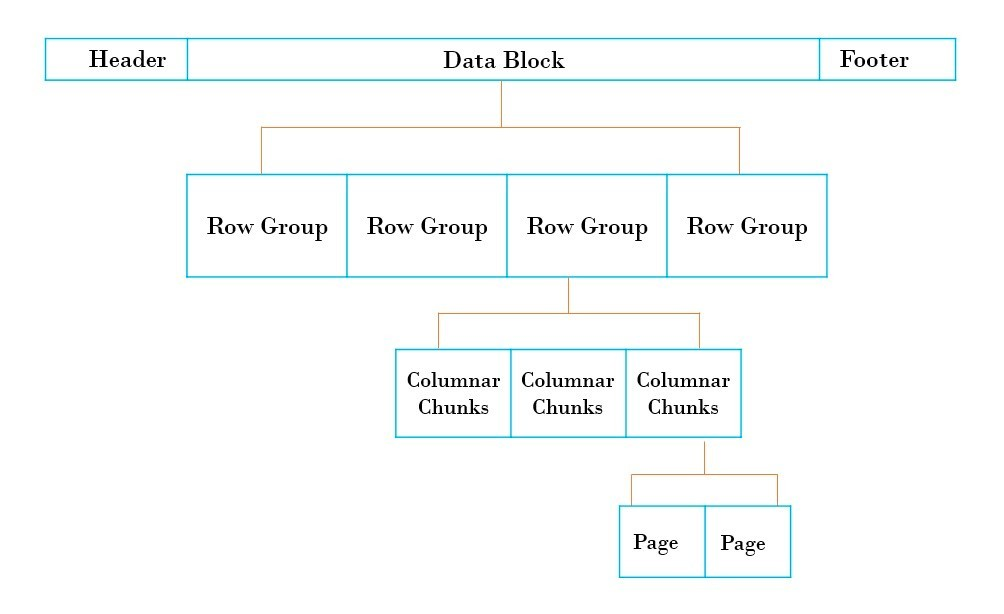 Header Data Block Footer
Row Group Row Group Row Group Row Group
Columnar Columnar Columnar
Chunks Chunks Chunks
Page Page